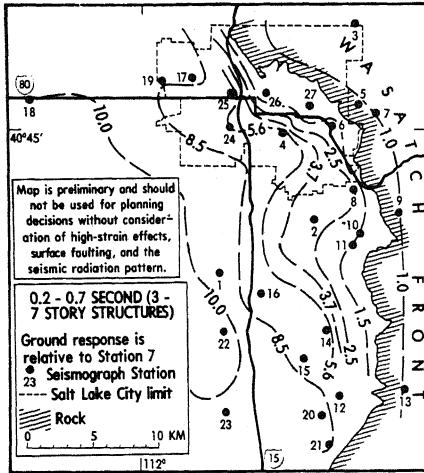 3
WASATCH FRONT
80
19
17
18
10.0
25
26
27
5
7
6
24
5.6
4
40°45'
8.5
3.7
2.5
1.0
Map is preliminary and should
not be used for planning
decisions without consider-
ation of high-strain effects,
surface faulting, and the
seismic radiation pattern.
8
9
2
10
11
1
16
10.0
3.7
1.5
1.0
0.2 - 0.7 SECOND (3 -
7 STORY STRUCTURES)
Ground response is
relative to Station 7
23 Seismograph Station
Salt Lake City limit
Rock
0 5 10 KM
22
8.5
14
2.5
5.6
15
12
13
23
20
21
112°
15